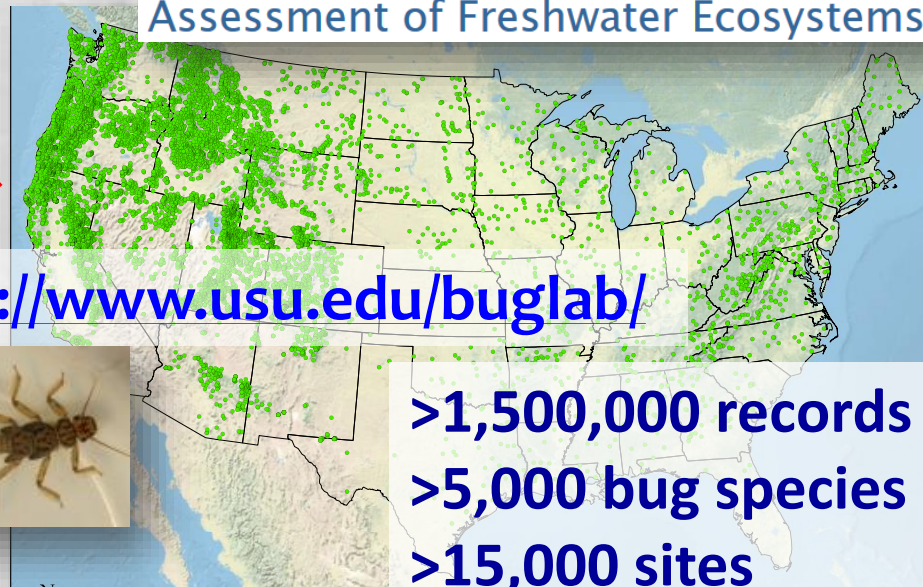 Assessment of Freshwater Ecosystems
://www.usu.edu/buglab/
>1,500,000 records
>5,000 bug species
>15,000 sites